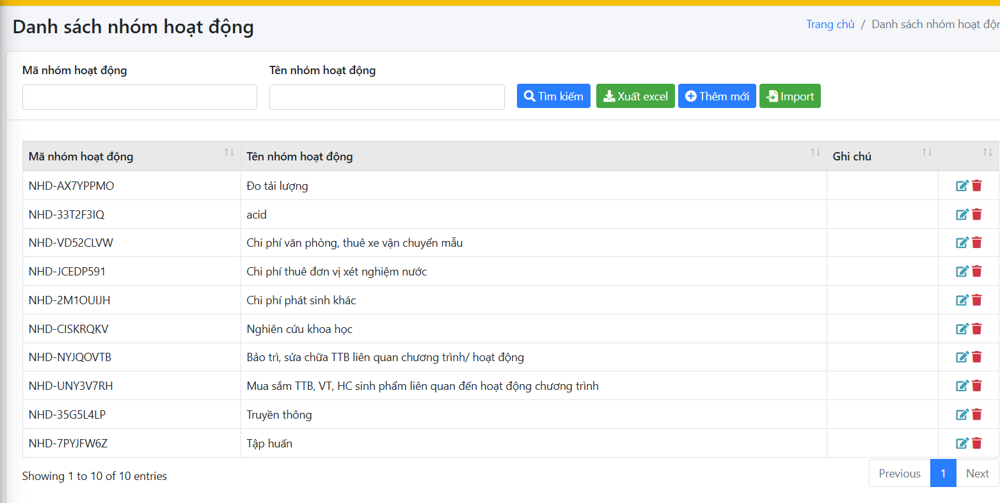 Danh sách nhóm hoạt động
Trang chủ / Danh sách nhóm hoạt
Mã nhóm hoạt động Tên nhóm hoạt động
Tìm kiếm Xuất excel Thêm mới Import
Mã nhóm hoạt động Tên nhóm hoạt động Ghi chú
NHD-AX7YPPMO Đo tải lượng
NHD-33T2F3IQ acid
NHD-VD52CLVW Chi phí văn phòng, thuê xe vận chuyển mẫu
NHD-JCEDP591 Chi phí thuê đơn vị xét nghiệm nước
NHD-2M1OUIJH Chi phí phát sinh khác
NHD-CISKRQKV Nghiên cứu khoa học
NHD-NYJQOVTB Bảo trì, sửa chữa TTB liên quan chương trình/ hoạt động
NHD-UNY3V7RH Mua sắm TTB, VT, HC sinh phẩm liên quan đến hoạt động chương trình
NHD-35G5L4LP Truyền thông
NHD-7PYJFW6Z Tập huấn
Showing 1 to 10 of 10 entries
Previous 1 Next